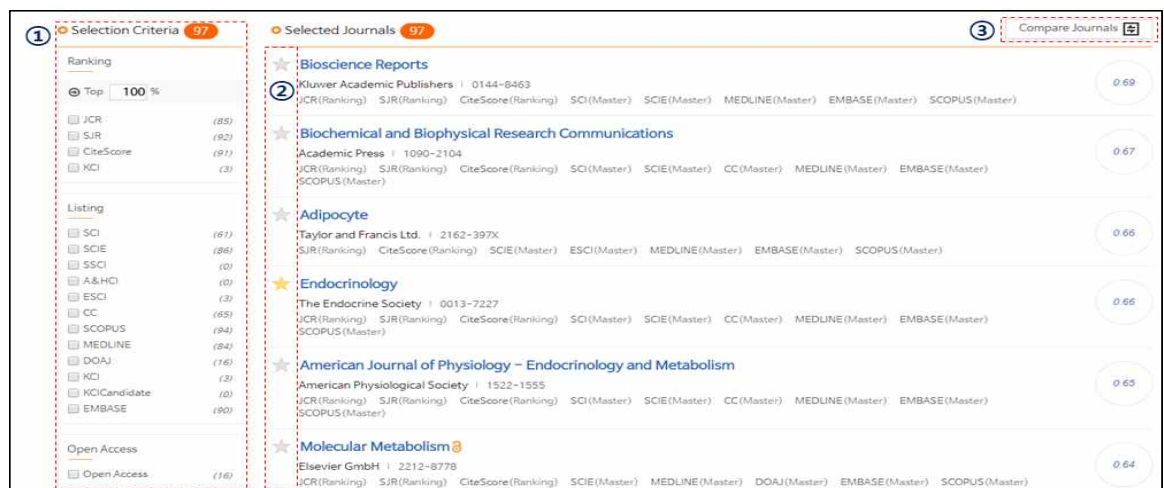 ① Selection Criteria 97
Ranking
Top 100 %
JCR (85)
SJR (92)
CiteScore (91)
KCI (3)
Listing
SCI (61)
SCIE (86)
SSCI (0)
A&HCI (0)
ESCI (3)
CC (65)
SCOPUS (94)
MEDLINE (84)
DOAJ (16)
KCI (3)
KCICandidate (0)
EMBASE (90)
Open Access
Open Access (16)
Selected Journals 97
③ Compare Journals
②
Bioscience Reports
Kluwer Academic Publishers | 0144-8463
JCR(Ranking) SJR(Ranking) CiteScore(Ranking) SCI(Master) SCIE(Master) MEDLINE(Master) EMBASE(Master) SCOPUS(Master)
0.69
Biochemical and Biophysical Research Communications
Academic Press | 1090-2104
JCR(Ranking) SJR(Ranking) CiteScore(Ranking) SCI(Master) SCIE(Master) CC(Master) MEDLINE(Master) EMBASE(Master)
SCOPUS(Master)
0.67
Adipocyte
Taylor and Francis Ltd. | 2162-397X
SJR(Ranking) CiteScore(Ranking) SCIE(Master) ESCI(Master) MEDLINE(Master) EMBASE(Master) SCOPUS(Master)
0.66
Endocrinology
The Endocrine Society | 0013-7227
JCR(Ranking) SJR(Ranking) CiteScore(Ranking) SCI(Master) SCIE(Master) CC(Master) MEDLINE(Master) EMBASE(Master)
SCOPUS(Master)
0.66
American Journal of Physiology - Endocrinology and Metabolism
American Physiological Society | 1522-1555
JCR(Ranking) SJR(Ranking) CiteScore(Ranking) SCI(Master) SCIE(Master) CC(Master) MEDLINE(Master) EMBASE(Master)
SCOPUS(Master)
0.65
Molecular Metabolism
Elsevier GmbH | 2212-8778
JCR(Ranking) SJR(Ranking) CiteScore(Ranking) SCIE(Master) MEDLINE(Master) DOAJ(Master) EMBASE(Master) SCOPUS(Master)
0.64